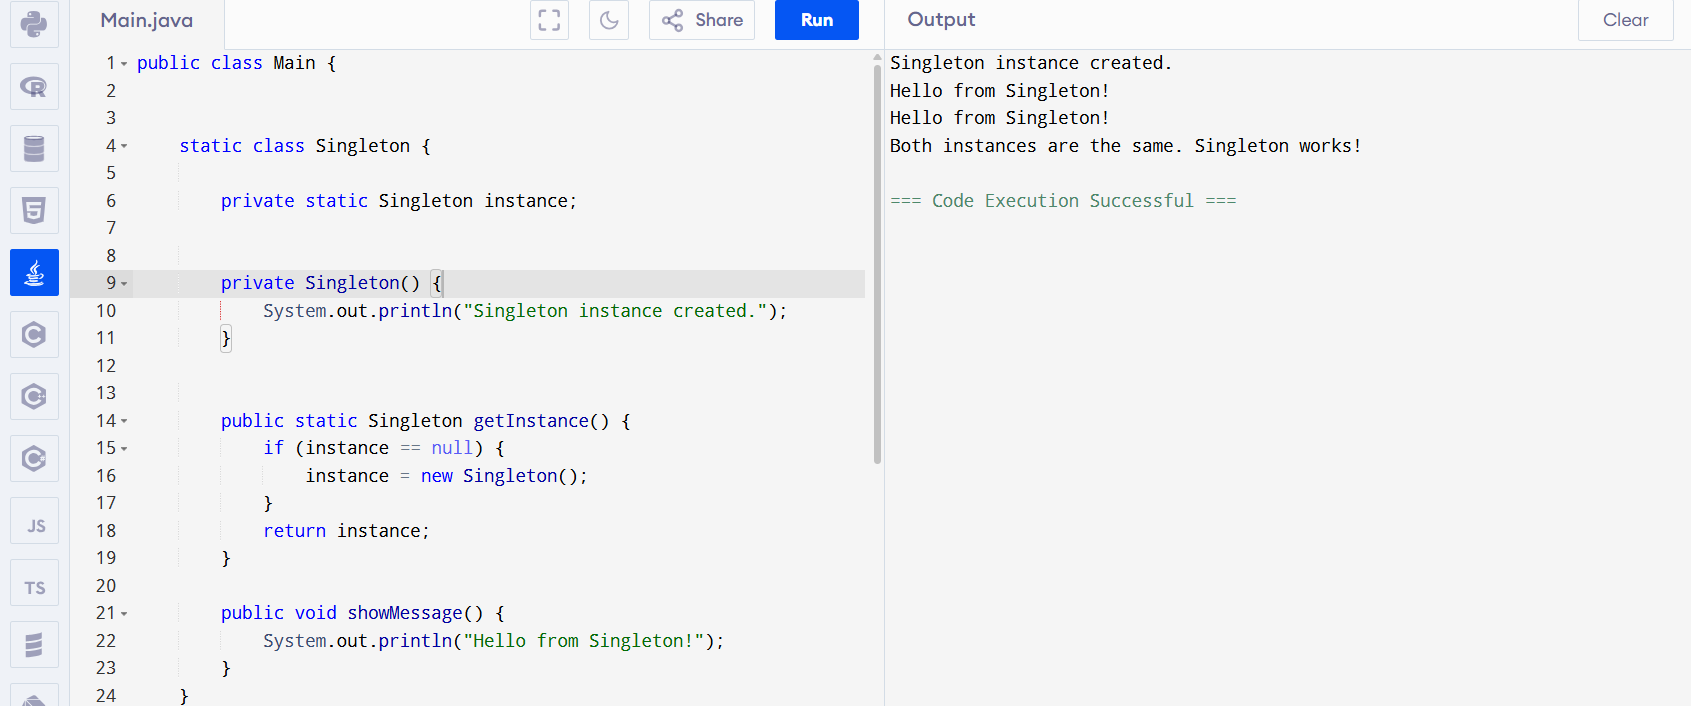 Main.java
Share
Run
Output
Clear
1 public class Main {
2
3
4 static class Singleton {
5
6 private static Singleton instance;
7
8
9 private Singleton() {
10 System.out.println("Singleton instance created.");
11 }
12
13
14 public static Singleton getInstance() {
15 if (instance == null) {
16 instance = new Singleton();
17 }
18 return instance;
19 }
20
21 public void showMessage() {
22 System.out.println("Hello from Singleton!");
23 }
24 }
Singleton instance created.
Hello from Singleton!
Hello from Singleton!
Both instances are the same. Singleton works!
=== Code Execution Successful ===
R
5
C
C
C
JS
TS